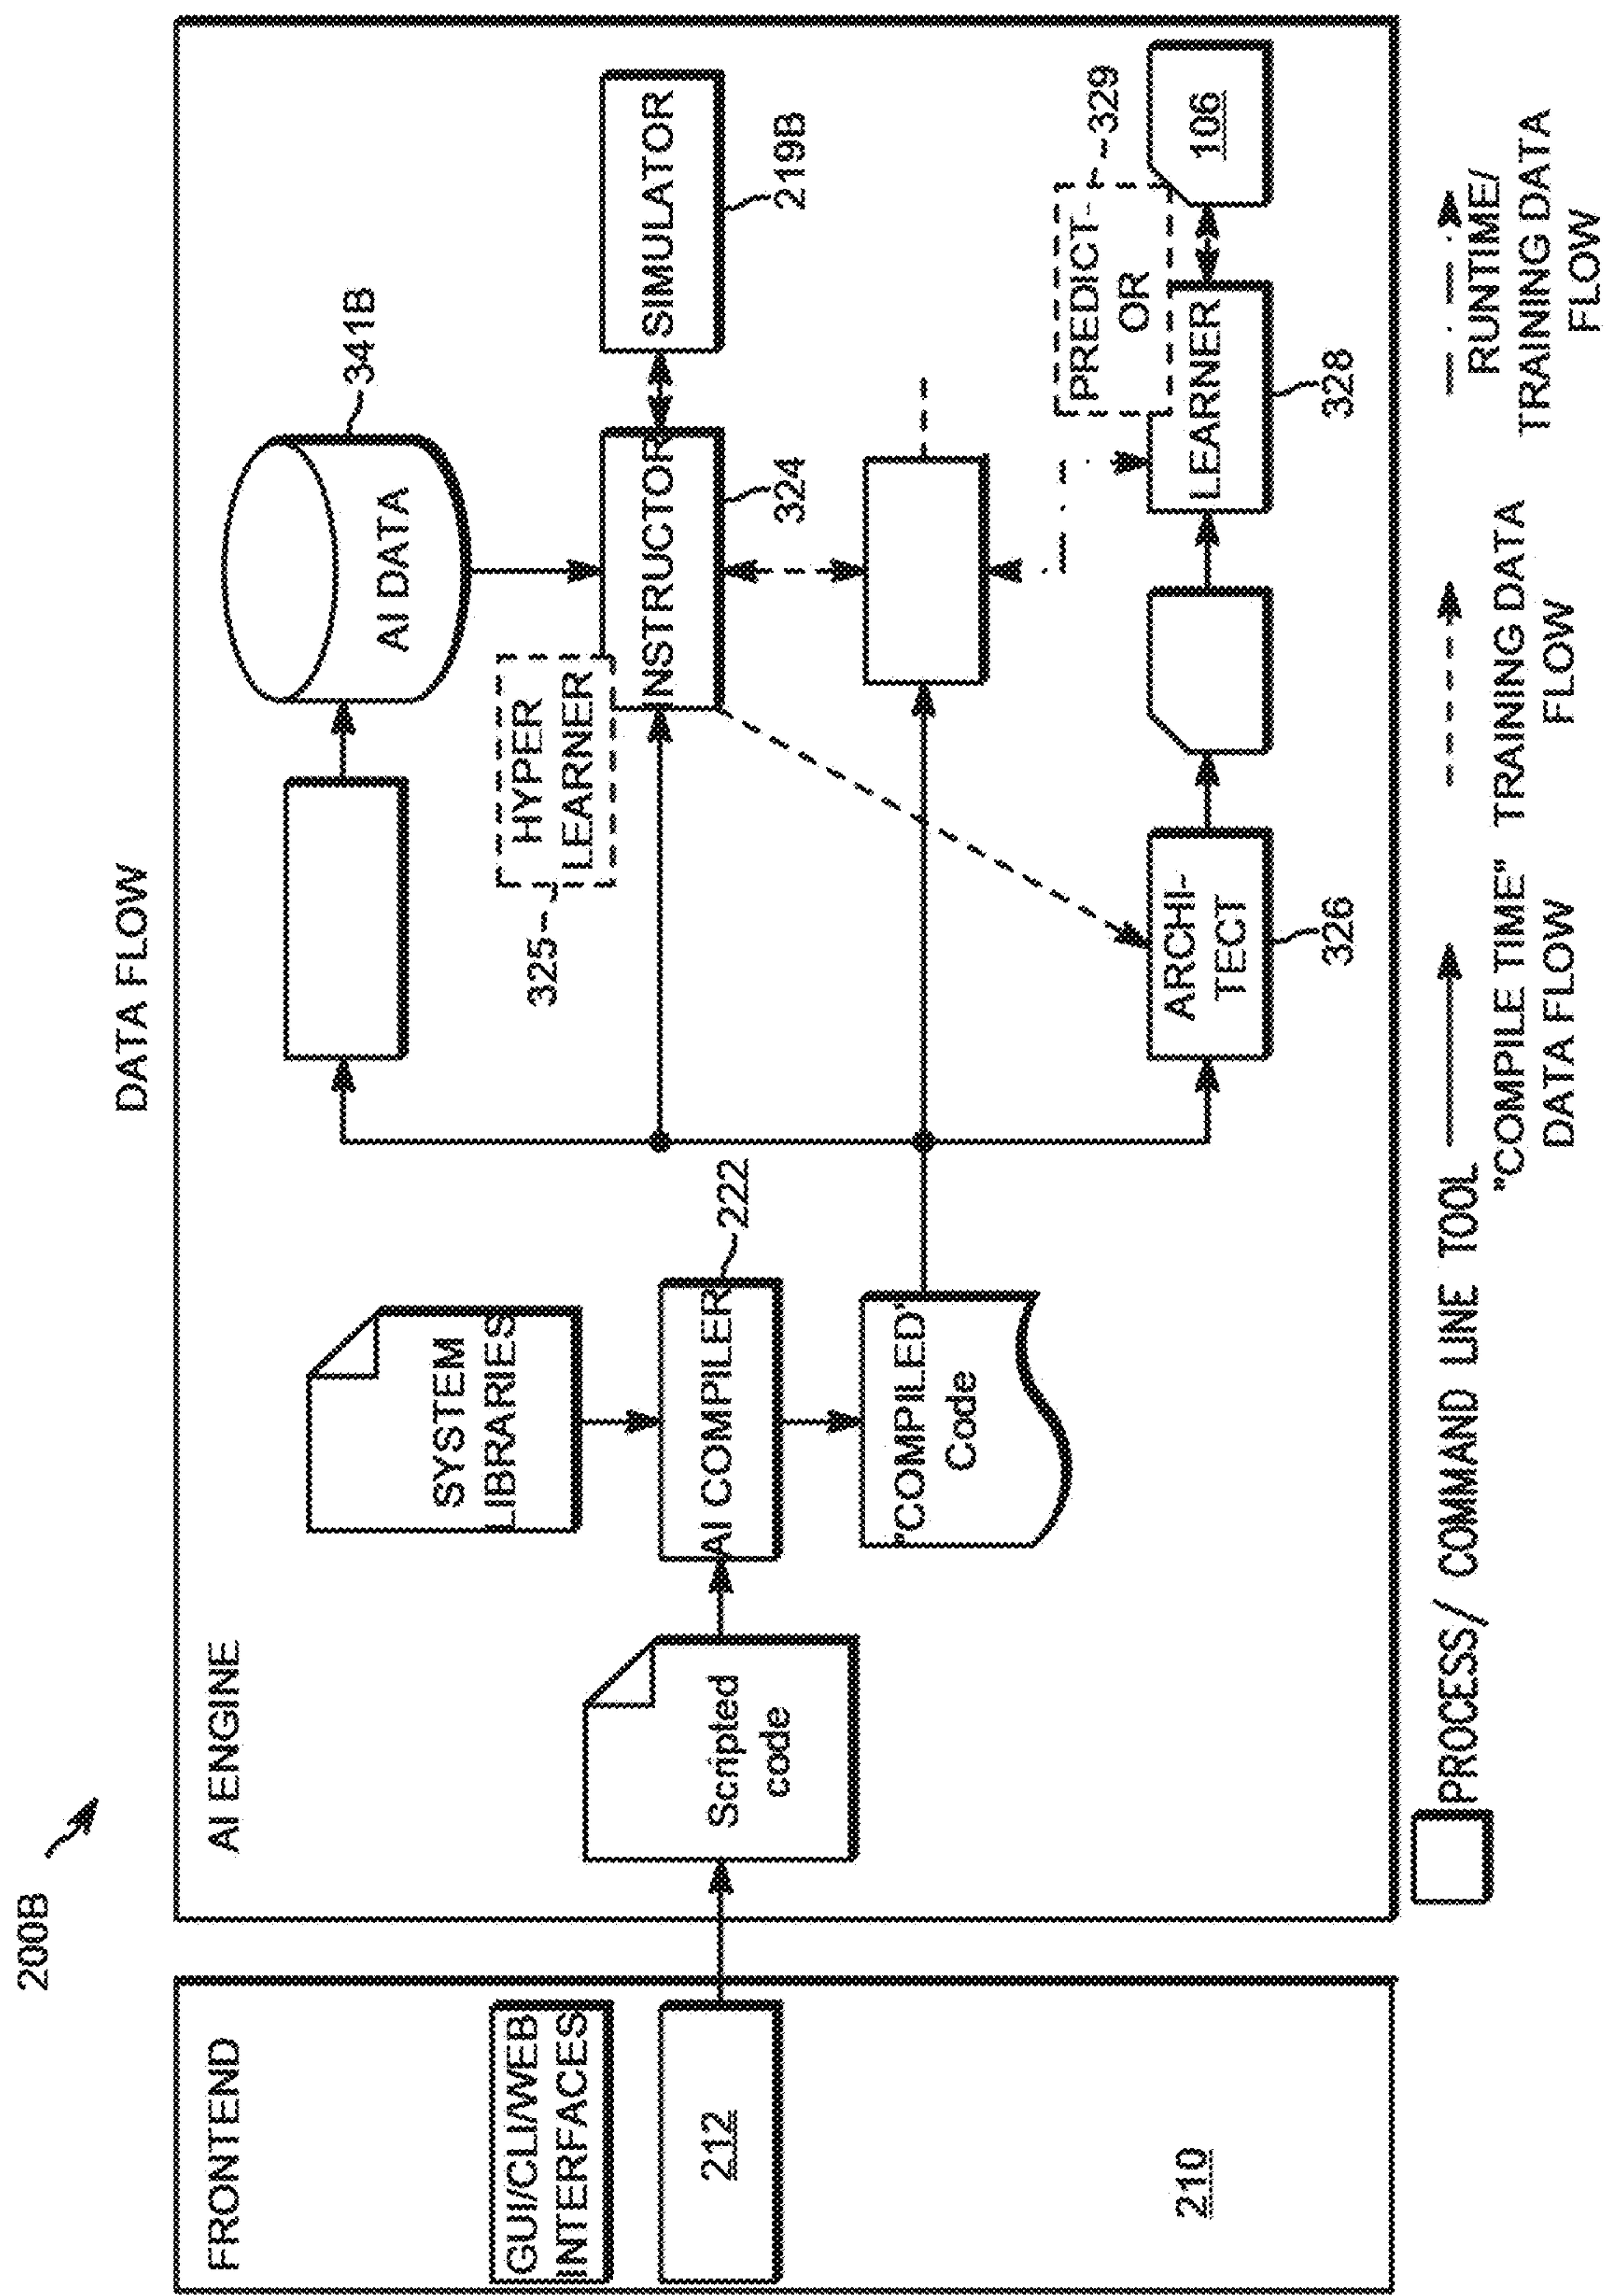 200B
DATA FLOW
FRONTEND
GUI/CLI/WEB
INTERFACES
212
210
AI ENGINE
Scripted
code
SYSTEM
LIBRARIES
AI COMPILER
222
"COMPILED"
Code
AI DATA
341B
HYPER
LEARNER
325
INSTRUCTOR
324
SIMULATOR
219B
ARCHI-
TECT
326
PREDICT-
OR
329
LEARNER
328
106
PROCESS/ COMMAND LINE TOOL
"COMPILE TIME"
DATA FLOW
TRAINING DATA
FLOW
RUNTIME/
TRAINING DATA
FLOW